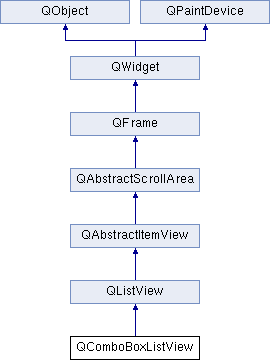 QObject
QPaintDevice
QWidget
QFrame
QAbstractScrollArea
QAbstractItemView
QListView
QComboBoxListView